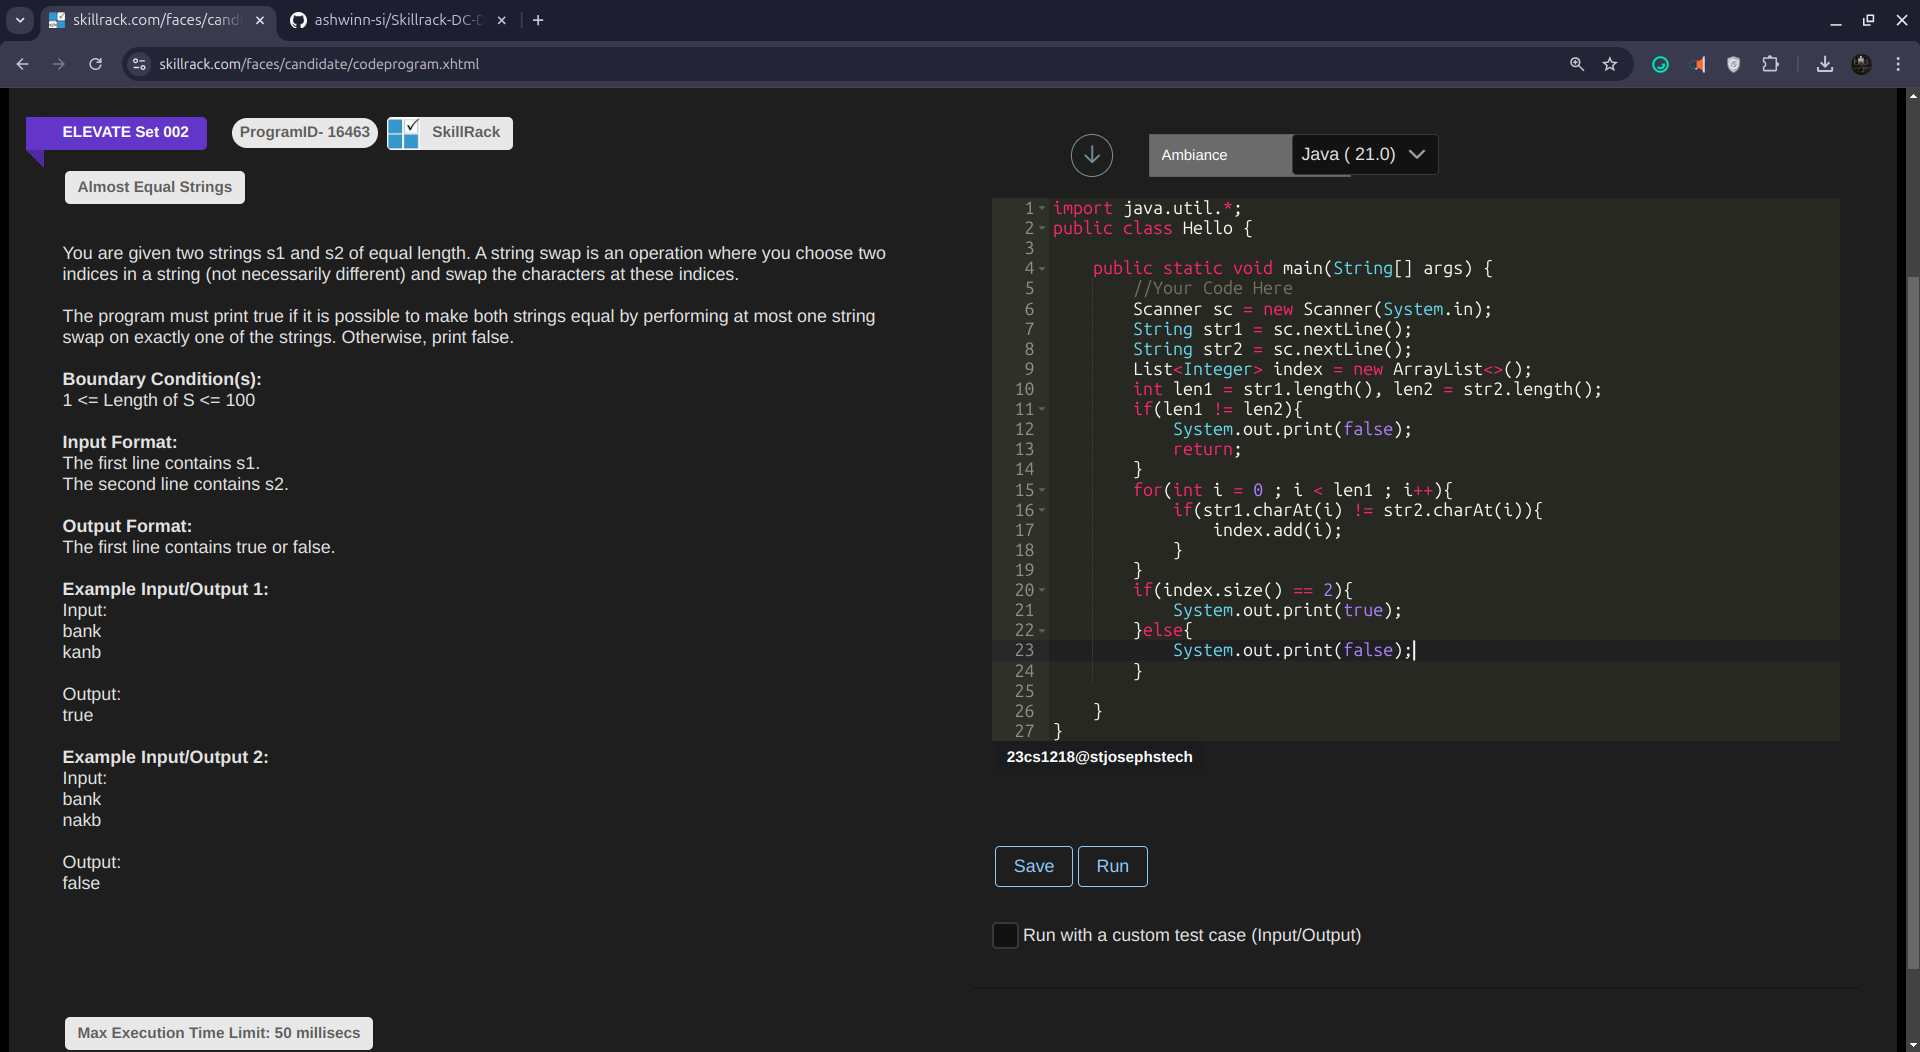 skillrack.com/faces/candi
ashwinn-si/Skillrack-DC-D
skillrack.com/faces/candidate/codeprogram.xhtml
ELEVATE Set 002
ProgramID- 16463
SkillRack
Almost Equal Strings
You are given two strings s1 and s2 of equal length. A string swap is an operation where you choose two
indices in a string (not necessarily different) and swap the characters at these indices.
The program must print true if it is possible to make both strings equal by performing at most one string
swap on exactly one of the strings. Otherwise, print false.
Boundary Condition(s):
1 <= Length of S <= 100
Input Format:
The first line contains s1.
The second line contains s2.
Output Format:
The first line contains true or false.
Example Input/Output 1:
Input:
bank
kanb
Output:
true
Example Input/Output 2:
Input:
bank
nakb
Output:
false
Max Execution Time Limit: 50 millisecs
Ambiance
Java ( 21.0)
1 import java.util.*;
2 public class Hello {
3
4     public static void main(String[] args) {
5         //Your Code Here
6         Scanner sc = new Scanner(System.in);
7         String str1 = sc.nextLine();
8         String str2 = sc.nextLine();
9         List<Integer> index = new ArrayList<>();
10         int len1 = str1.length(), len2 = str2.length();
11         if(len1 != len2){
12             System.out.print(false);
13             return;
14         }
15         for(int i = 0 ; i < len1 ; i++){
16             if(str1.charAt(i) != str2.charAt(i)){
17                 index.add(i);
18             }
19         }
20         if(index.size() == 2){
21             System.out.print(true);
22         }else{
23             System.out.print(false);
24         }
25
26     }
27 }
23cs1218@stjosephstech
Save
Run
Run with a custom test case (Input/Output)